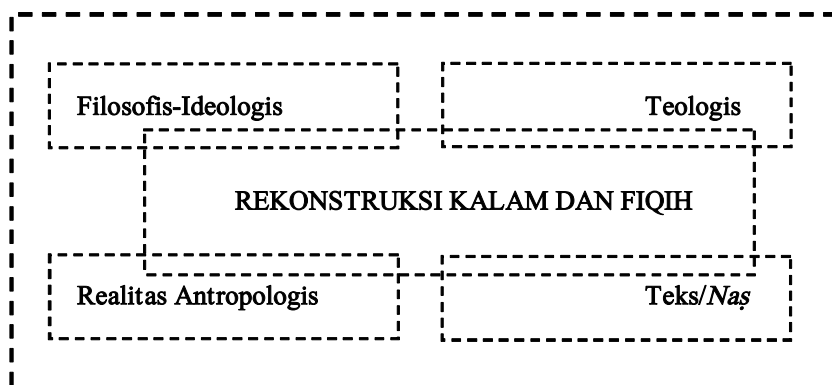 Filosofis-Ideologis
Teologis
REKONSTRUKSI KALAM DAN FIQIH
Realitas Antropologis
Teks/Naṣ